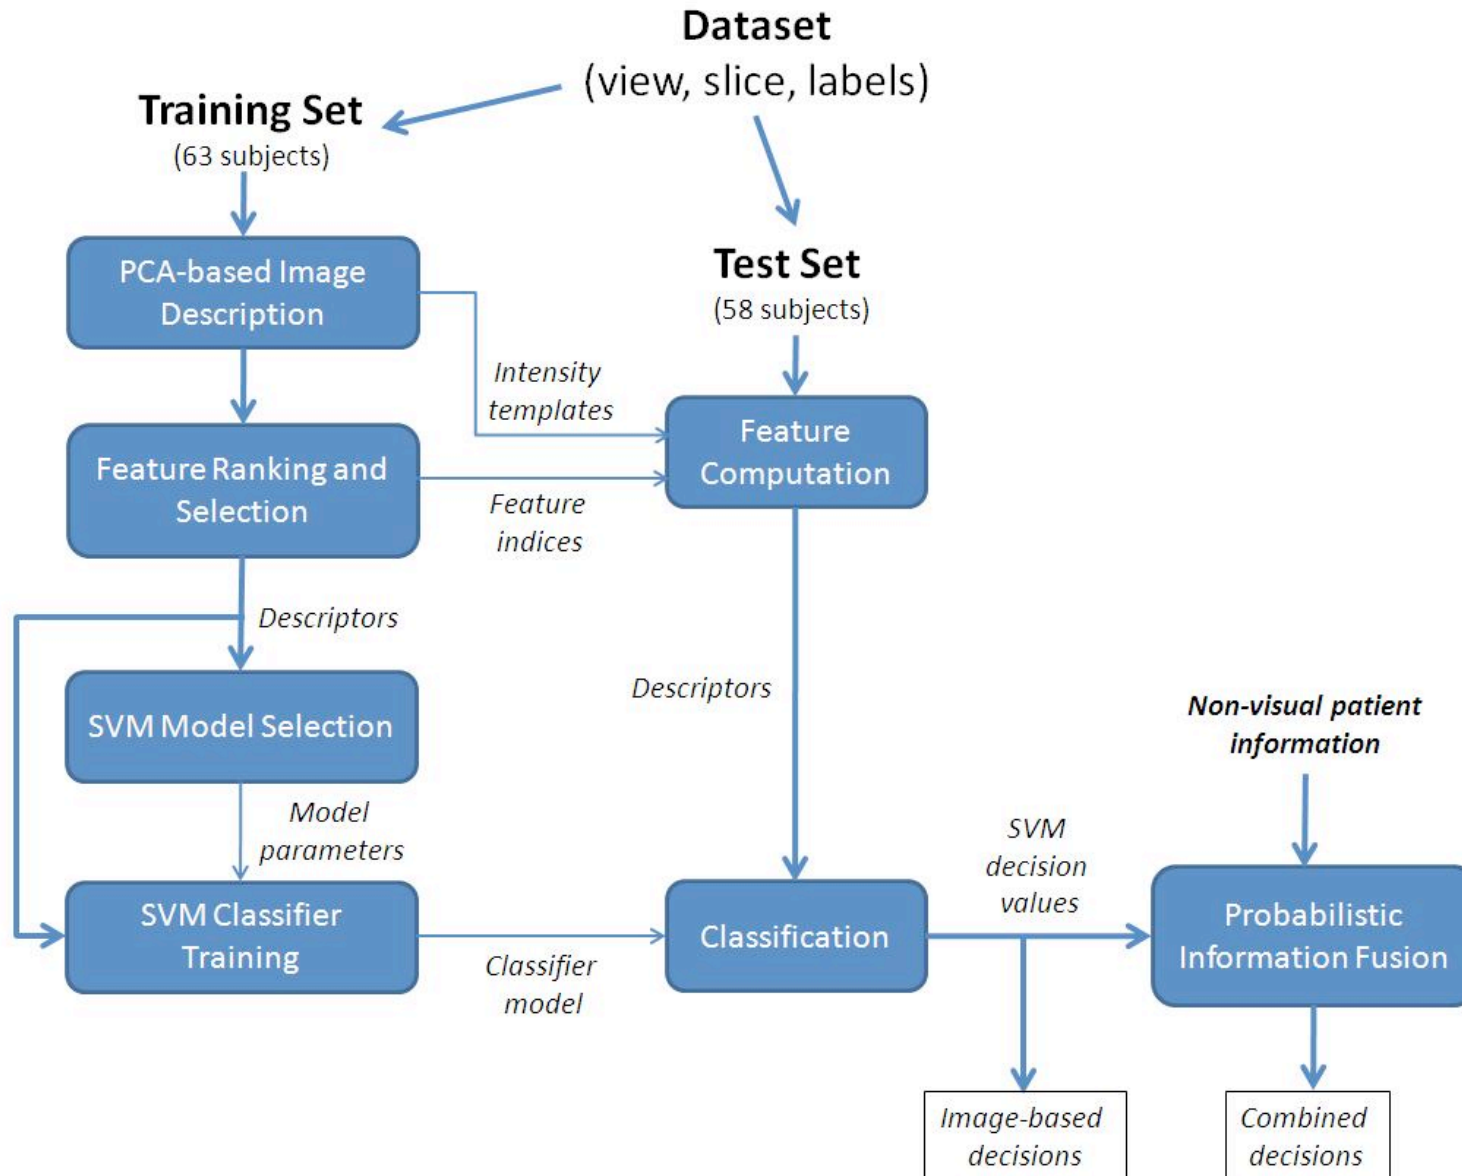 Dataset
(view, slice, labels)
Training Set
(63 subjects)
PCA-based Image
Description
Test Set
(58 subjects)
Intensity
templates
Feature
Computation
Feature Ranking and
Selection
Feature
indices
Descriptors
SVM Model Selection
Descriptors
Non-visual patient
information
Model
parameters
SVM
decision
values
SVM Classifier
Training
Classifier
model
Classification
Probabilistic
Information Fusion
Image-based
decisions
Combined
decisions